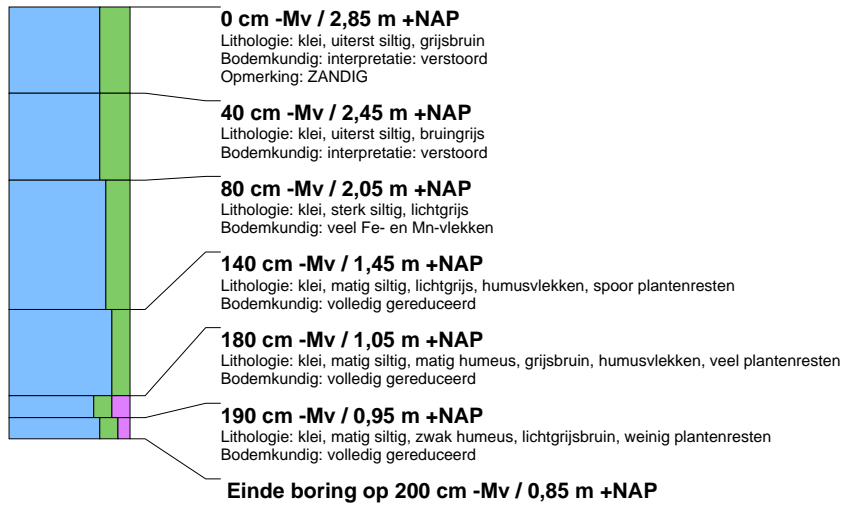 0 cm -Mv / 2,85 m +NAP
Lithologie: klei, uiterst siltig, grijsbruin
Bodemkundig: interpretatie: verstoord
Opmerking: ZANDIG
40 cm -Mv / 2,45 m +NAP
Lithologie: klei, uiterst siltig, bruingrijs
Bodemkundig: interpretatie: verstoord
80 cm -Mv / 2,05 m +NAP
Lithologie: klei, sterk siltig, lichtgrijs
Bodemkundig: veel Fe- en Mn-vlekken
140 cm -Mv / 1,45 m +NAP
Lithologie: klei, matig siltig, lichtgrijs, humusvlekken, spoor plantenresten
Bodemkundig: volledig gereduceerd
180 cm -Mv / 1,05 m +NAP
Lithologie: klei, matig siltig, matig humeus, grijsbruin, humusvlekken, veel plantenresten
Bodemkundig: volledig gereduceerd
190 cm -Mv / 0,95 m +NAP
Lithologie: klei, matig siltig, zwak humeus, lichtgrijsbruin, weinig plantenresten
Bodemkundig: volledig gereduceerd
Einde boring op 200 cm -Mv / 0,85 m +NAP